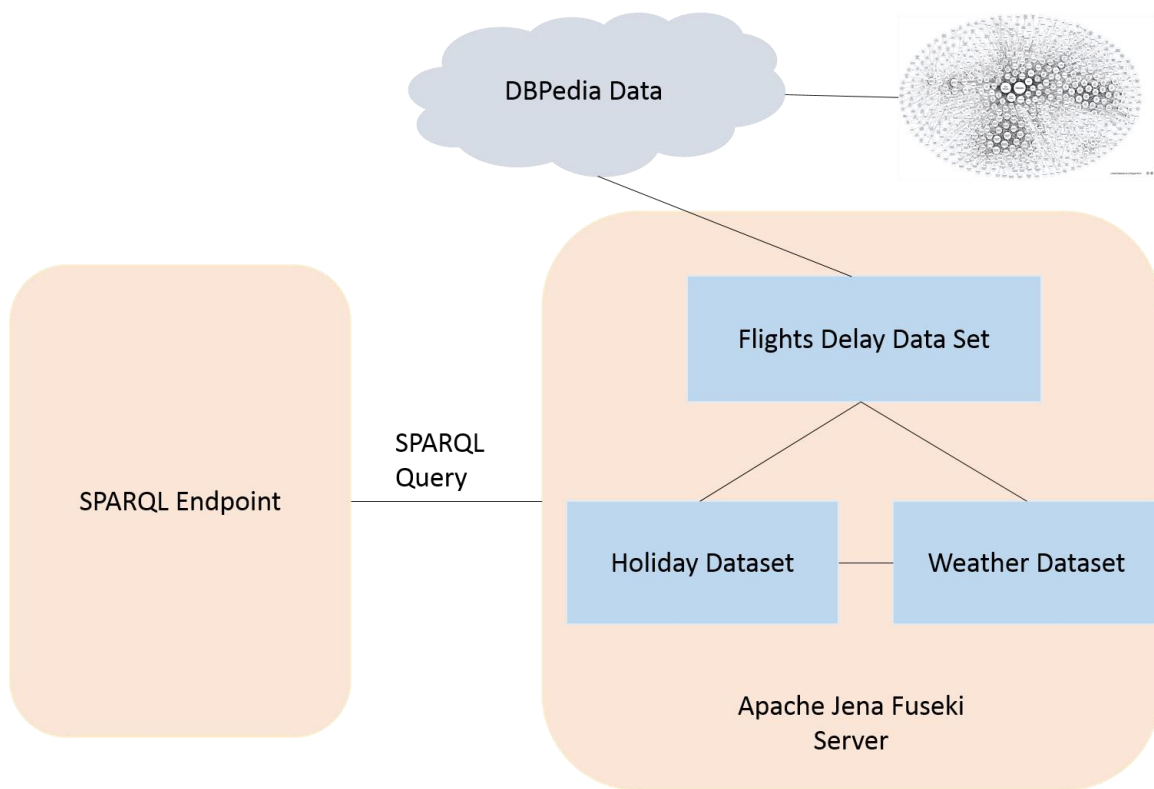 DBPedia Data
Flights Delay Data Set
SPARQL
Query
SPARQL Endpoint
Holiday Dataset
Weather Dataset
Apache Jena Fuseki
Server